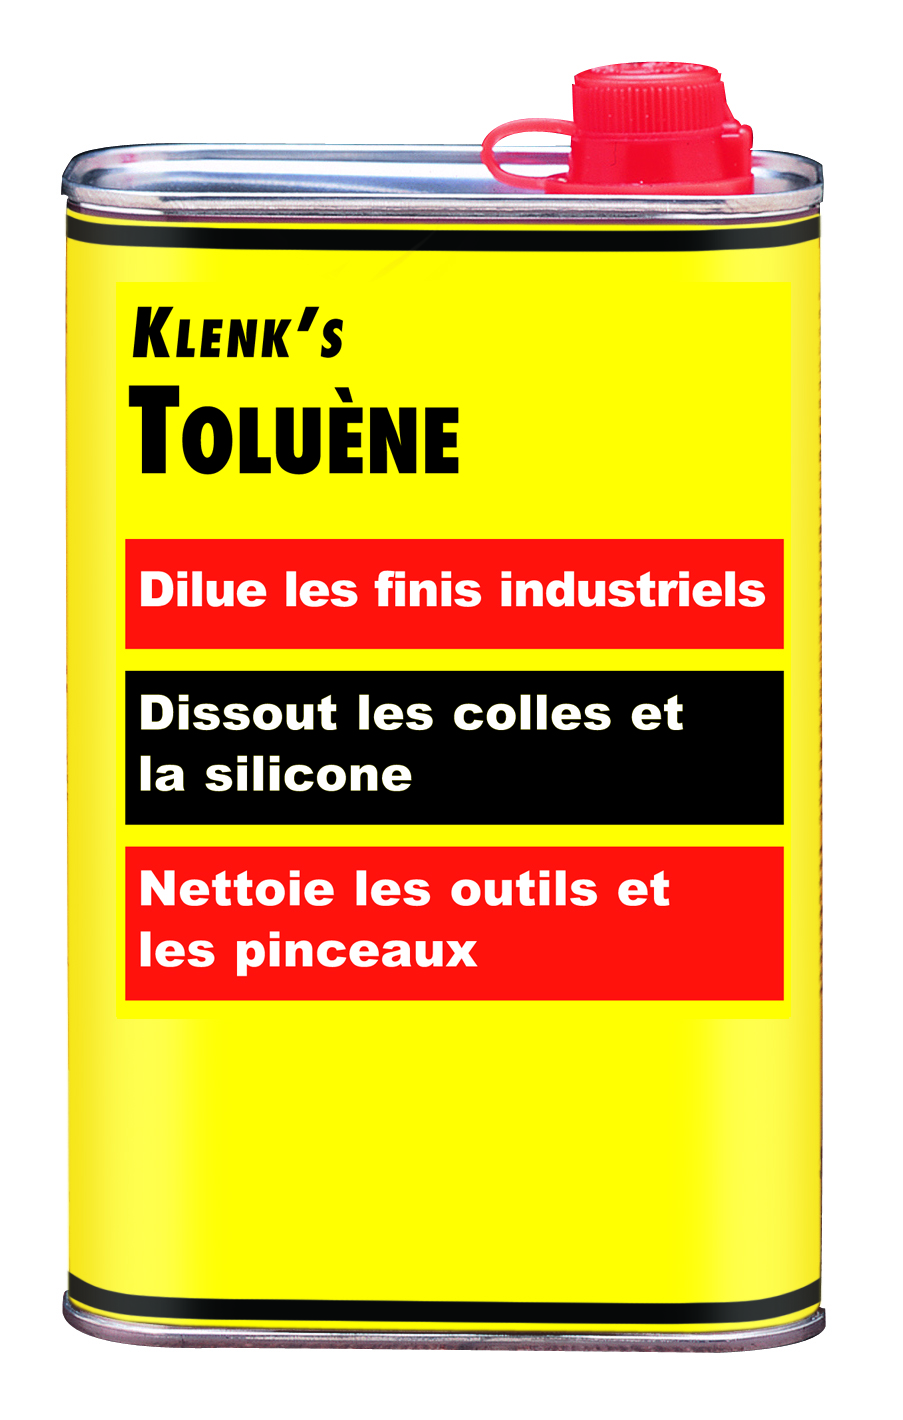 KLENK'S
TOLUÈNE
Dilue les finis industriels
Dissout les colles et
la silicone
Nettoie les outils et
les pinceaux